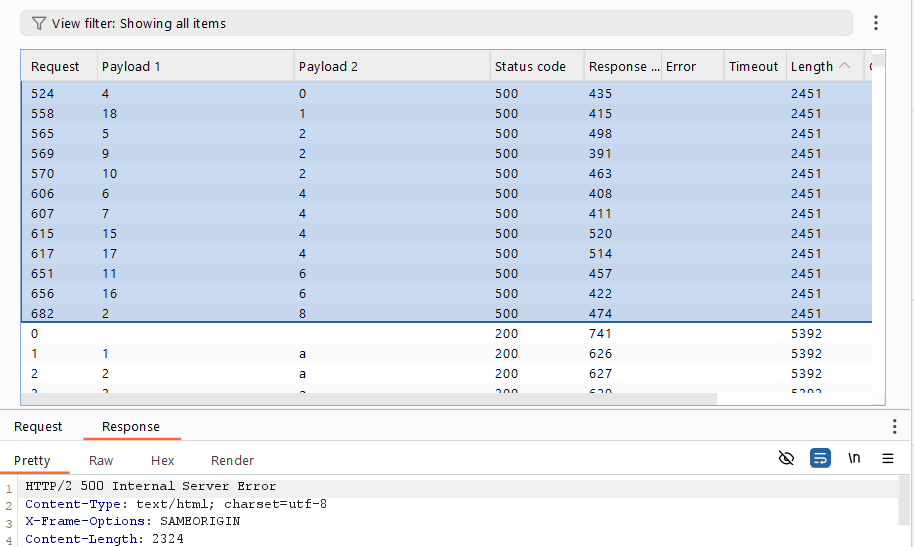 View filter: Showing all items
Request Payload 1 Payload 2 Status code Response ... Error Timeout Length
524 4 0 500 435 2451
558 18 1 500 415 2451
565 5 2 500 498 2451
569 9 2 500 391 2451
570 10 2 500 463 2451
606 6 4 500 408 2451
607 7 4 500 411 2451
615 15 4 500 520 2451
617 17 4 500 514 2451
651 11 6 500 457 2451
656 16 6 500 422 2451
682 2 8 500 474 2451
0 200 741 5392
1 1 a 200 626 5392
2 2 a 200 627 5392
Request Response
Pretty Raw Hex Render \n
1 HTTP/2 500 Internal Server Error
2 Content-Type: text/html; charset=utf-8
3 X-Frame-Options: SAMEORIGIN
4 Content-Length: 2324